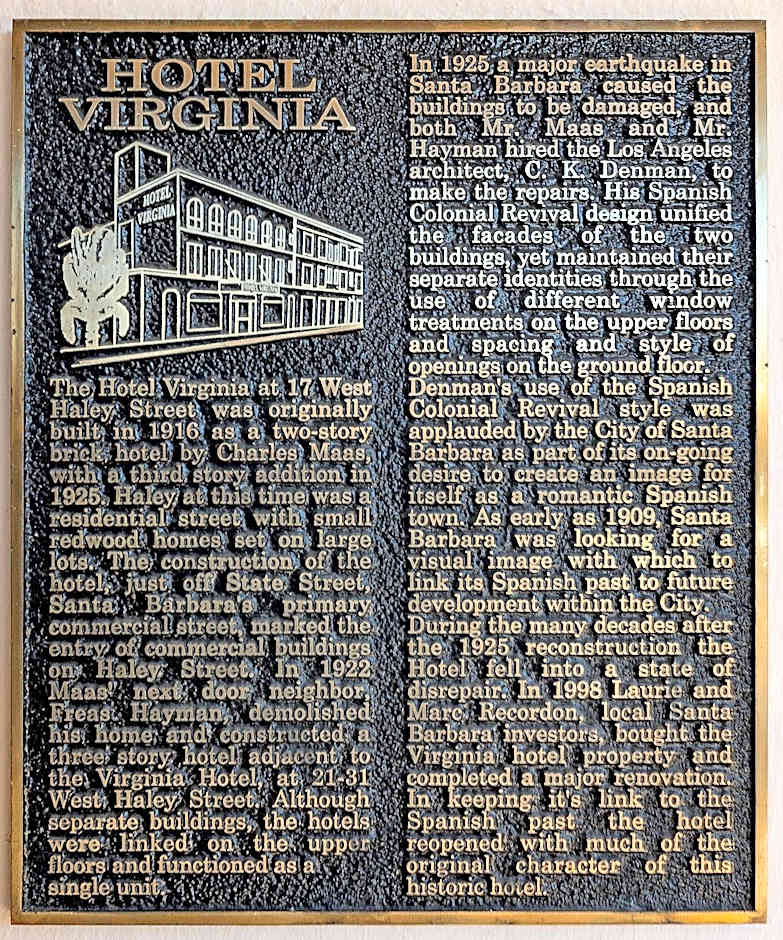 HOTEL
VIRGINIA
HOTEL
VIRGINIA
HOTEL VIRGINIA
The Hotel Virginia at 17 West
Haley Street was originally
built in 1916 as a two-story
brick hotel by Charles Maas,
with a third story addition in
1925. Haley at this time was a
residential street with small
redwood homes set on large
lots. The construction of the
hotel, just off State Street,
Santa Barbara's primary
commercial street, marked the
entry of commercial buildings
on Haley Street. In 1922
Maas' next door neighbor,
Freas Hayman, demolished
his home and constructed a
three story hotel adjacent to
the Virginia Hotel, at 21-31
West Haley Street. Although
separate buildings, the hotels
were linked on the upper
floors and functioned as a
single unit.
In 1925 a major earthquake in
Santa Barbara caused the
buildings to be damaged, and
both Mr. Maas and Mr.
Hayman hired the Los Angeles
architect, C. K. Denman, to
make the repairs. His Spanish
Colonial Revival design unified
the facades of the two
buildings, yet maintained their
separate identities through the
use of different window
treatments on the upper floors
and spacing and style of
openings on the ground floor.
Denman's use of the Spanish
Colonial Revival style was
applauded by the City of Santa
Barbara as part of its on-going
desire to create an image for
itself as a romantic Spanish
town. As early as 1909, Santa
Barbara was looking for a
visual image with which to
link its Spanish past to future
development within the City.
During the many decades after
the 1925 reconstruction the
Hotel fell into a state of
disrepair. In 1998 Laurie and
Marc Recordon, local Santa
Barbara investors, bought the
Virginia hotel property and
completed a major renovation.
In keeping it's link to the
Spanish past the hotel
reopened with much of the
original character of this
historic hotel.